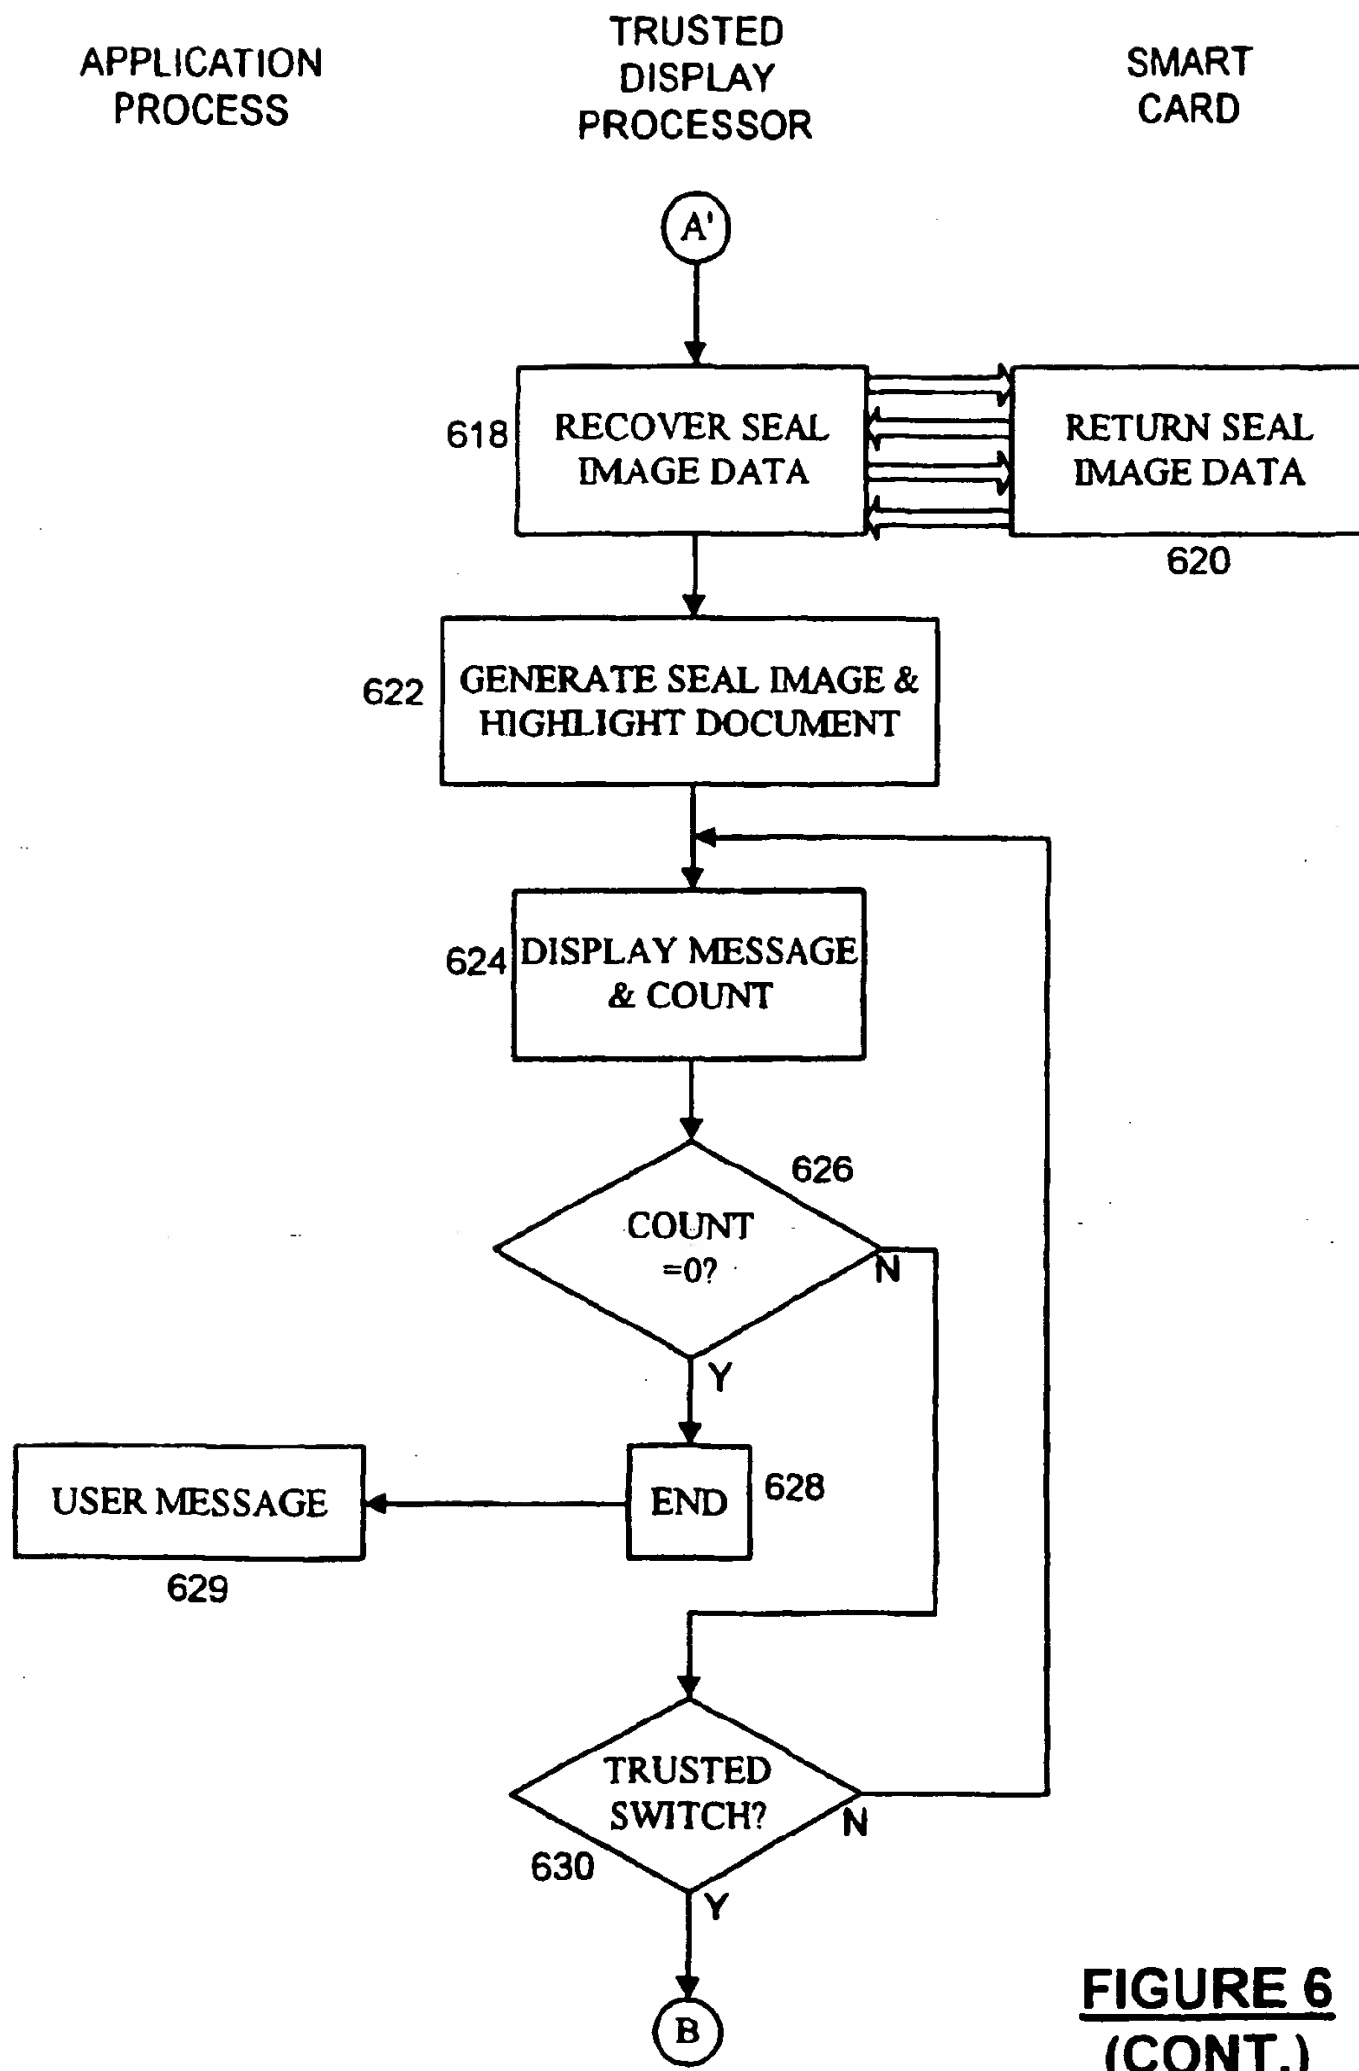 APPLICATION
PROCESS
TRUSTED
DISPLAY
PROCESSOR
SMART
CARD
A'
618
RECOVER SEAL
IMAGE DATA
RETURN SEAL
IMAGE DATA
620
622
GENERATE SEAL IMAGE &
HIGHLIGHT DOCUMENT
624
DISPLAY MESSAGE
& COUNT
626
COUNT
=0?
N
Y
USER MESSAGE
629
END
628
TRUSTED
SWITCH?
N
630
Y
B
FIGURE 6
(CONT.)